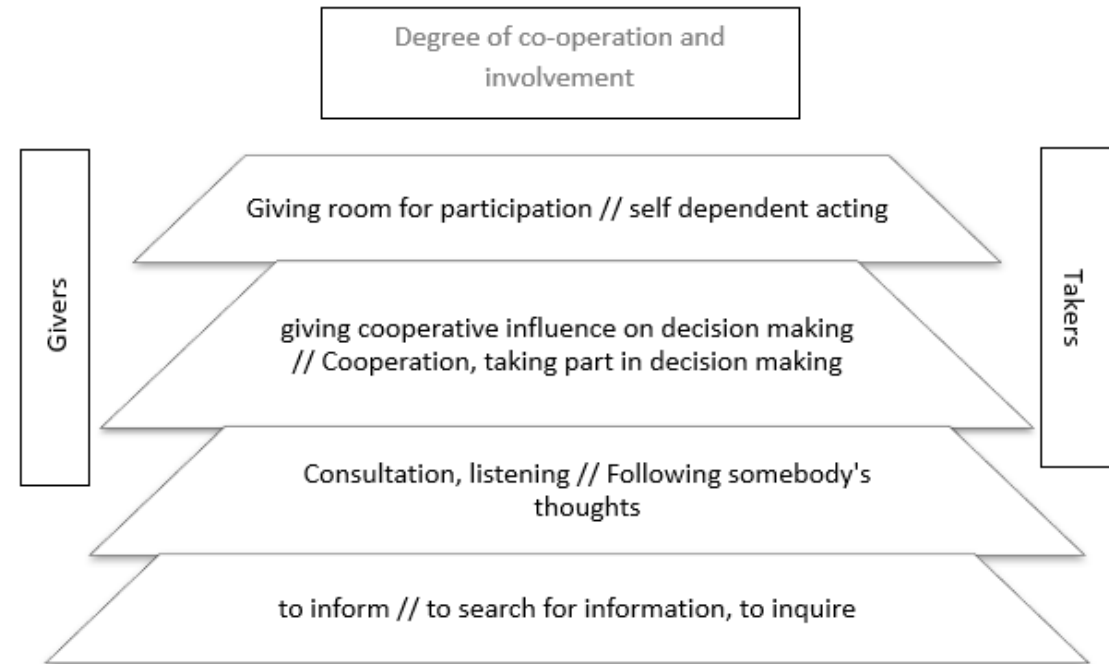 Degree of co-operation and
involvement
Givers
Takers
Giving room for participation // self dependent acting
giving cooperative influence on decision making
// Cooperation, taking part in decision making
Consultation, listening // Following somebody's
thoughts
to inform // to search for information, to inquire